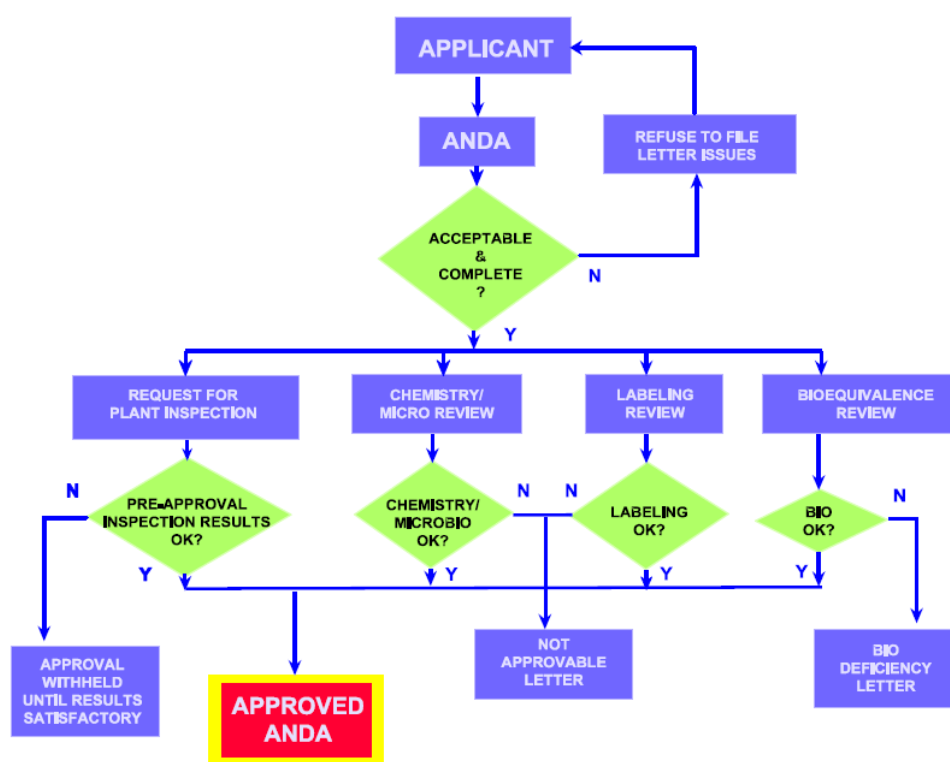 APPLICANT
ANDA
REFUSE TO FILE
LETTER ISSUES
ACCEPTABLE
&
COMPLETE
?
N
Y
REQUEST FOR
PLANT INSPECTION
CHEMISTRY/
MICRO REVIEW
LABELING
REVIEW
BIOEQUIVALENCE
REVIEW
N
PRE-APPROVAL
INSPECTION RESULTS
OK?
Y
CHEMISTRY/
MICROBIO
OK?
N
Y
N
LABELING
OK?
Y
BIO
OK?
N
Y
APPROVAL
WITHHELD
UNTIL RESULTS
SATISFACTORY
APPROVED
ANDA
NOT
APPROVABLE
LETTER
BIO
DEFICIENCY
LETTER